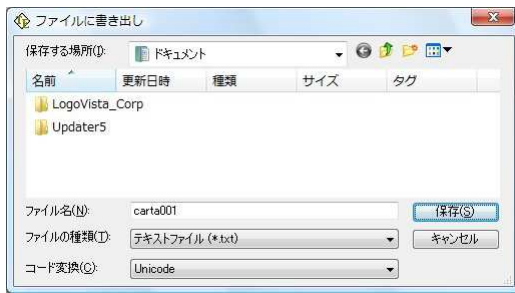 ファイルに書き出し
保存する場所(I): ドキュメント
名前 更新日時 種類 サイズ タグ
LogoVista_Corp
Updater5
ファイル名(N): carta001 保存(S)
ファイルの種類(T): テキストファイル (*.txt) キャンセル
コード変換(C): Unicode